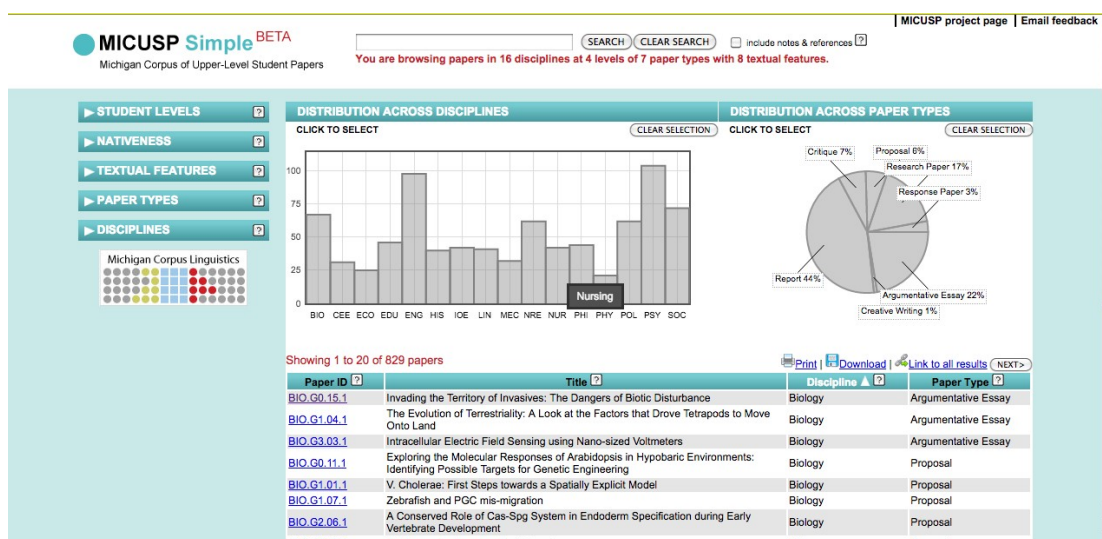 MICUSP project page | Email feedback
MICUSP Simple BETA
Michigan Corpus of Upper-Level Student Papers
SEARCH CLEAR SEARCH include notes & references ?
You are browsing papers in 16 disciplines at 4 levels of 7 paper types with 8 textual features.
STUDENT LEVELS ?
NATIVENESS ?
TEXTUAL FEATURES ?
PAPER TYPES ?
DISCIPLINES ?
Michigan Corpus Linguistics
DISTRIBUTION ACROSS DISCIPLINES
CLICK TO SELECT CLEAR SELECTION
100
75
50
25
0
Nursing
BIO CEE ECO EDU ENG HIS IOE LIN MEC NRE NUR PHI PHY POL PSY SOC
DISTRIBUTION ACROSS PAPER TYPES
CLICK TO SELECT CLEAR SELECTION
Critique 7%
Proposal 6%
Research Paper 17%
Response Paper 3%
Report 44%
Argumentative Essay 22%
Creative Writing 1%
Showing 1 to 20 of 829 papers
Print | Download | Link to all results NEXT>
Paper ID ? Title ? Discipline ? Paper Type ?
BIO.G0.15.1 Invading the Territory of Invasives: The Dangers of Biotic Disturbance Biology Argumentative Essay
BIO.G1.04.1 The Evolution of Terrestriality: A Look at the Factors that Drove Tetrapods to Move
Onto Land Biology Argumentative Essay
BIO.G3.03.1 Intracellular Electric Field Sensing using Nano-sized Voltmeters Biology Argumentative Essay
BIO.G0.11.1 Exploring the Molecular Responses of Arabidopsis in Hypobaric Environments:
Identifying Possible Targets for Genetic Engineering Biology Proposal
BIO.G1.01.1 V. Cholerae: First Steps towards a Spatially Explicit Model Biology Proposal
BIO.G1.07.1 Zebrafish and PGC mis-migration Biology Proposal
BIO.G2.06.1 A Conserved Role of Cas-Spg System in Endoderm Specification during Early
Vertebrate Development Biology Proposal